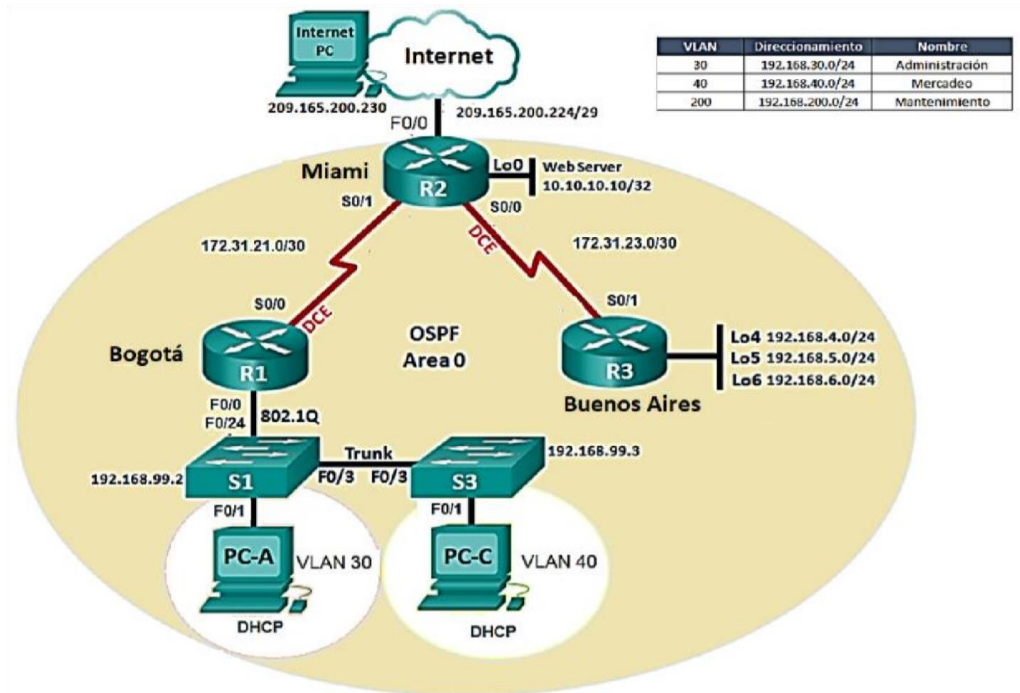 Internet
PC
Internet
209.165.200.230
209.165.200.224/29
F0/0
VLAN Direccionamiento Nombre
30 192.168.30.0/24 Administración
40 192.168.40.0/24 Mercadeo
200 192.168.200.0/24 Mantenimiento
Miami
R2
Lo0
Web Server
10.10.10.10/32
S0/1
S0/0
DCE
172.31.21.0/30
172.31.23.0/30
S0/0
DCE
S0/1
Bogotá
R1
OSPF
Area 0
R3
Buenos Aires
Lo4 192.168.4.0/24
Lo5 192.168.5.0/24
Lo6 192.168.6.0/24
F0/0
F0/24
802.1Q
Trunk
192.168.99.2
S1
F0/3
F0/3
S3
192.168.99.3
F0/1
F0/1
PC-A
VLAN 30
DHCP
PC-C
VLAN 40
DHCP